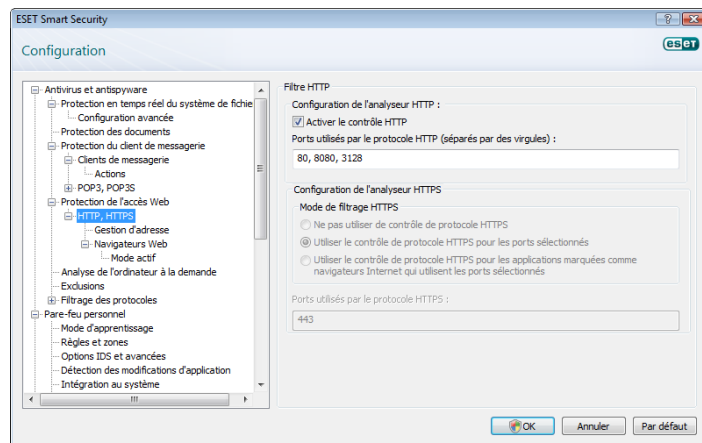 ESET Smart Security
Configuration
eset
Antivirus et antispyware
Protection en temps réel du système de fichie
Configuration avancée
Protection des documents
Protection du client de messagerie
Clients de messagerie
Actions
POP3, POP3S
Protection de l'accès Web
HTTP, HTTPS
Gestion d'adresse
Navigateurs Web
Mode actif
Analyse de l'ordinateur à la demande
Exclusions
Filtrage des protocoles
Pare-feu personnel
Mode d'apprentissage
Règles et zones
Options IDS et avancées
Détection des modifications d'application
Intégration au système
Filtre HTTP
Configuration de l'analyseur HTTP :
Activer le contrôle HTTP
Ports utilisés par le protocole HTTP (séparés par des virgules) :
80, 8080, 3128
Configuration de l'analyseur HTTPS
Mode de filtrage HTTPS
Ne pas utiliser de contrôle de protocole HTTPS
Utiliser le contrôle de protocole HTTPS pour les ports sélectionnés
Utiliser le contrôle de protocole HTTPS pour les applications marquées comme
navigateurs Internet qui utilisent les ports sélectionnés
Ports utilisés par le protocole HTTPS :
443
OK
Annuler
Par défaut